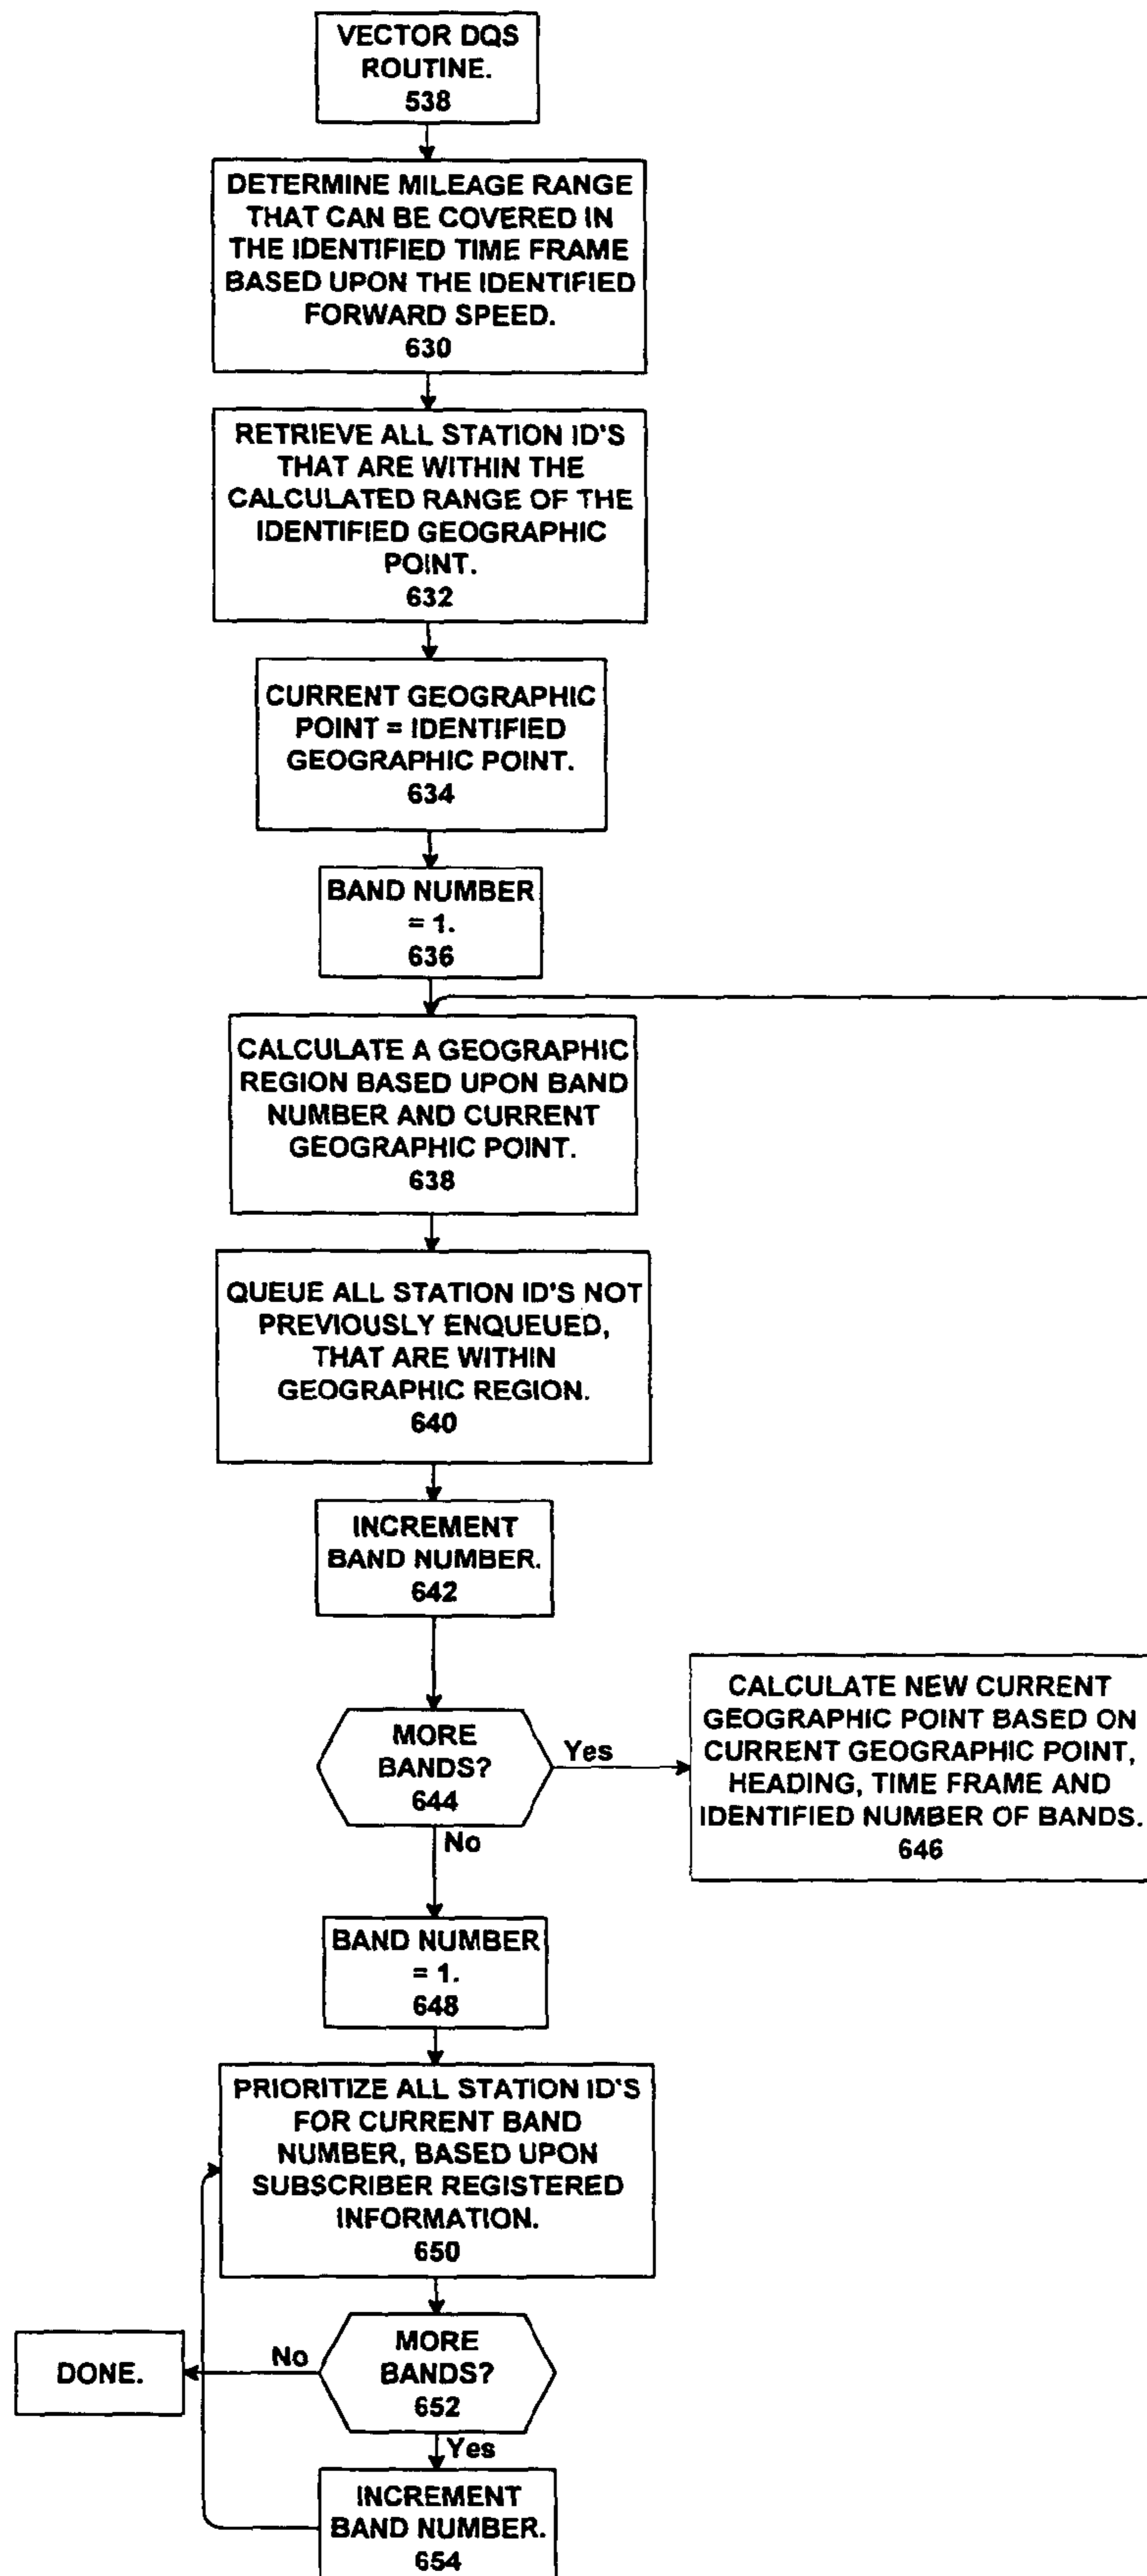 VECTOR DQS
ROUTINE.
538
DETERMINE MILEAGE RANGE
THAT CAN BE COVERED IN
THE IDENTIFIED TIME FRAME
BASED UPON THE IDENTIFIED
FORWARD SPEED.
630
RETRIEVE ALL STATION ID'S
THAT ARE WITHIN THE
CALCULATED RANGE OF THE
IDENTIFIED GEOGRAPHIC
POINT.
632
CURRENT GEOGRAPHIC
POINT = IDENTIFIED
GEOGRAPHIC POINT.
634
BAND NUMBER
= 1.
636
CALCULATE A GEOGRAPHIC
REGION BASED UPON BAND
NUMBER AND CURRENT
GEOGRAPHIC POINT.
638
QUEUE ALL STATION ID'S NOT
PREVIOUSLY ENQUEUED,
THAT ARE WITHIN
GEOGRAPHIC REGION.
640
INCREMENT
BAND NUMBER.
642
MORE
BANDS?
644
Yes
No
CALCULATE NEW CURRENT
GEOGRAPHIC POINT BASED ON
CURRENT GEOGRAPHIC POINT,
HEADING, TIME FRAME AND
IDENTIFIED NUMBER OF BANDS.
646
BAND NUMBER
= 1.
648
PRIORITIZE ALL STATION ID'S
FOR CURRENT BAND
NUMBER, BASED UPON
SUBSCRIBER REGISTERED
INFORMATION.
650
MORE
BANDS?
652
No
DONE.
Yes
INCREMENT
BAND NUMBER.
654